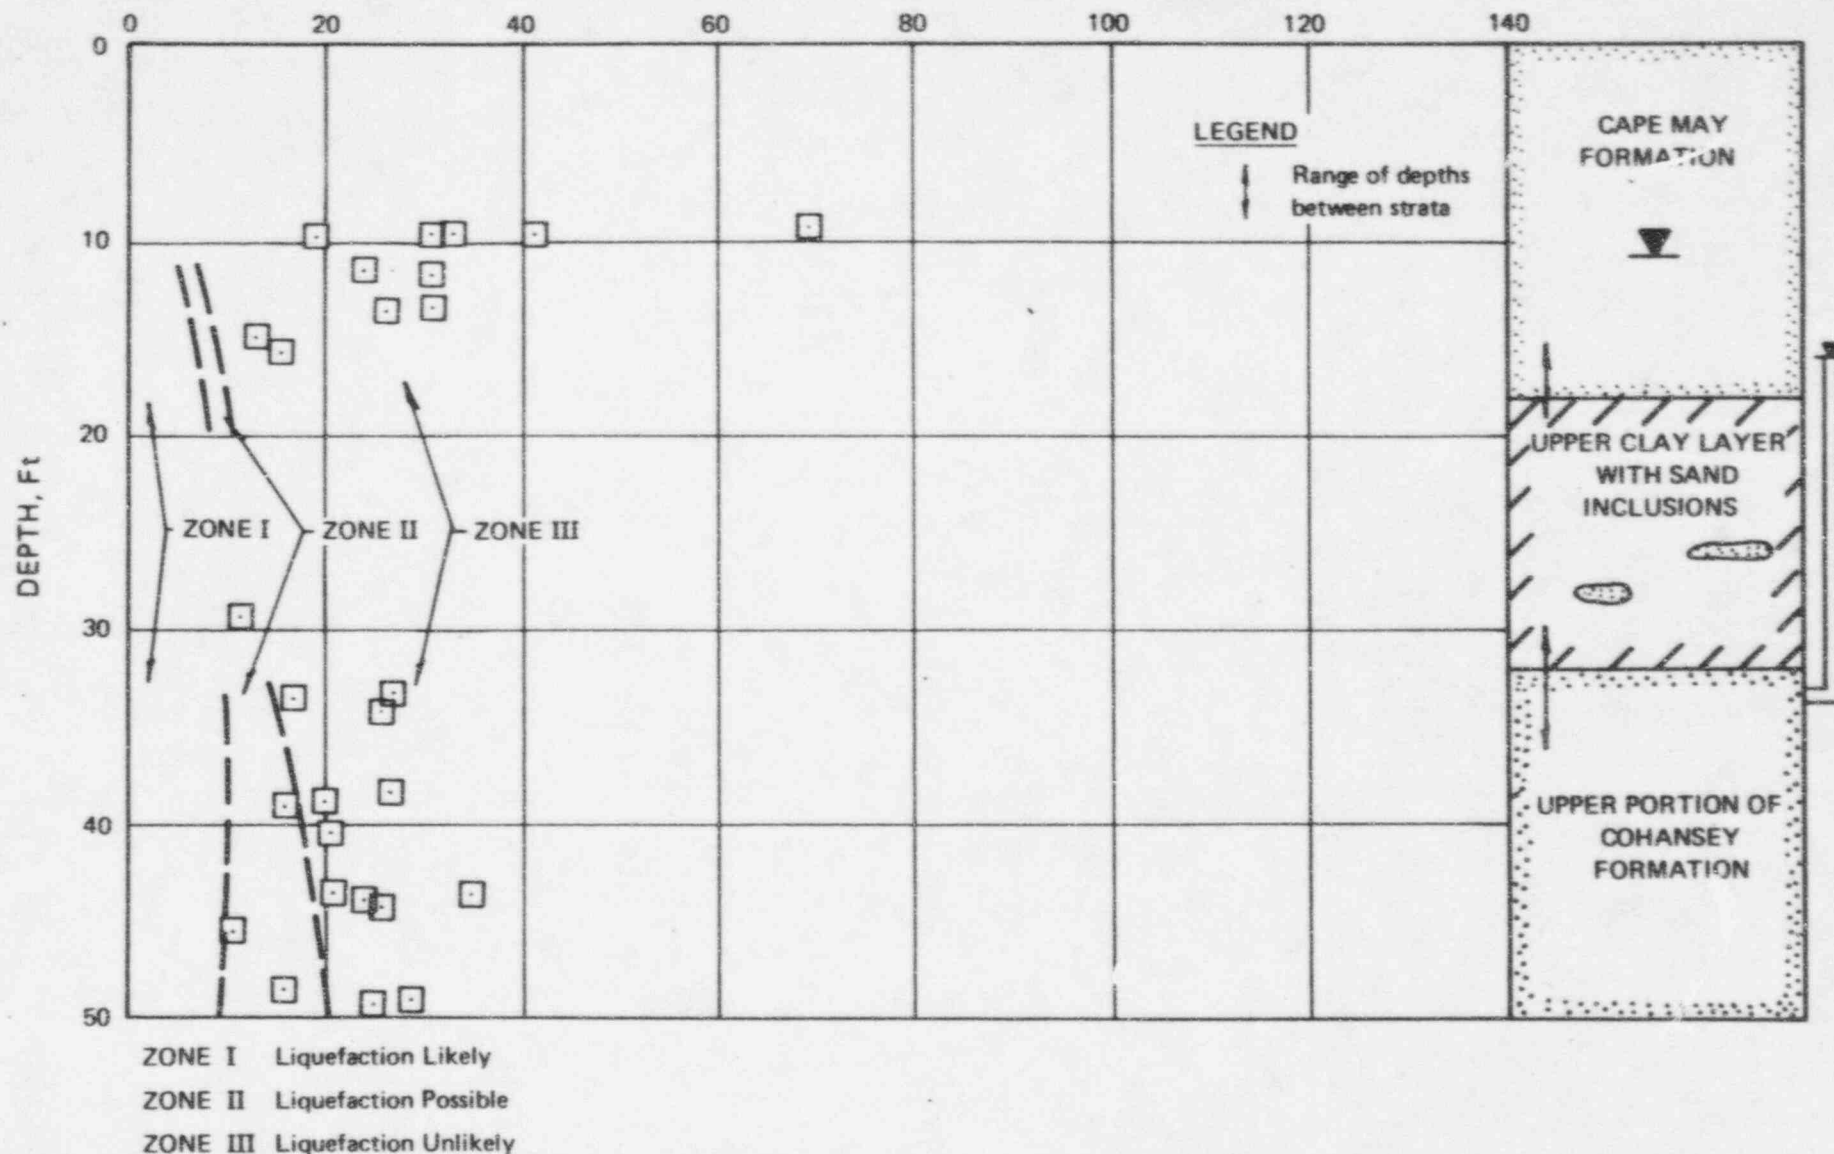 0 20 40 60 80 100 120 140
0
10
20
30
40
50
DEPTH, Ft
LEGEND
Range of depths
between strata
ZONE I
ZONE II
ZONE III
CAPE MAY
FORMATION
UPPER CLAY LAYER
WITH SAND
INCLUSIONS
UPPER PORTION OF
COHANSEY
FORMATION
ZONE I Liquefaction Likely
ZONE II Liquefaction Possible
ZONE III Liquefaction Unlikely